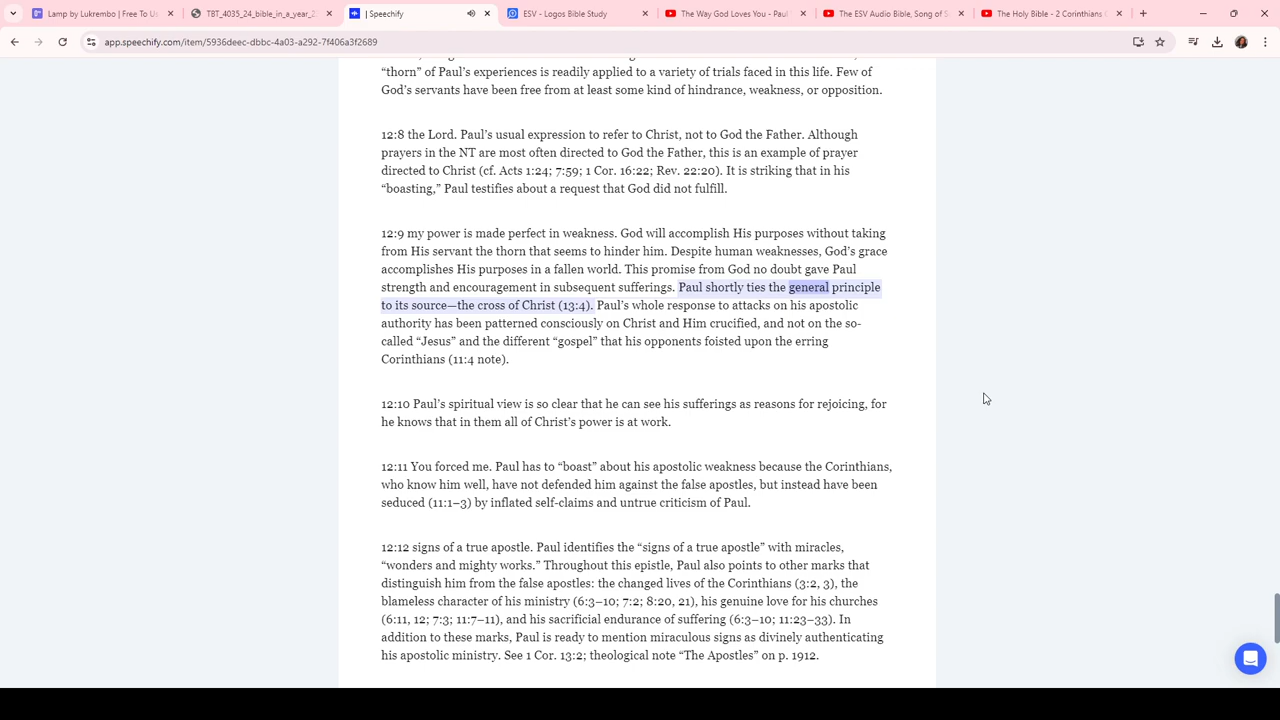 Lamp by Lukrembo | Free To Us
TBT_4035_24_bible_in_a_year_2
| Speechify
ESV - Logos Bible Study
The Way God Loves You - Paul
The ESV Audio Bible, Song of S
The Holy Bible - 2 Corinthians
app.speechify.com/item/5936deec-dbbc-4a03-a292-7f406a3f2689
“thorn” of Paul’s experiences is readily applied to a variety of trials faced in this life. Few of
God’s servants have been free from at least some kind of hindrance, weakness, or opposition.
12:8 the Lord. Paul’s usual expression to refer to Christ, not to God the Father. Although
prayers in the NT are most often directed to God the Father, this is an example of prayer
directed to Christ (cf. Acts 1:24; 7:59; 1 Cor. 16:22; Rev. 22:20). It is striking that in his
“boasting,” Paul testifies about a request that God did not fulfill.
12:9 my power is made perfect in weakness. God will accomplish His purposes without taking
from His servant the thorn that seems to hinder him. Despite human weaknesses, God’s grace
accomplishes His purposes in a fallen world. This promise from God no doubt gave Paul
strength and encouragement in subsequent sufferings. Paul shortly ties the general principle
to its source—the cross of Christ (13:4). Paul’s whole response to attacks on his apostolic
authority has been patterned consciously on Christ and Him crucified, and not on the so-
called “Jesus” and the different “gospel” that his opponents foisted upon the erring
Corinthians (11:4 note).
12:10 Paul’s spiritual view is so clear that he can see his sufferings as reasons for rejoicing, for
he knows that in them all of Christ’s power is at work.
12:11 You forced me. Paul has to “boast” about his apostolic weakness because the Corinthians,
who know him well, have not defended him against the false apostles, but instead have been
seduced (11:1–3) by inflated self-claims and untrue criticism of Paul.
12:12 signs of a true apostle. Paul identifies the “signs of a true apostle” with miracles,
“wonders and mighty works.” Throughout this epistle, Paul also points to other marks that
distinguish him from the false apostles: the changed lives of the Corinthians (3:2, 3), the
blameless character of his ministry (6:3–10; 7:2; 8:20, 21), his genuine love for his churches
(6:11, 12; 7:3; 11:7–11), and his sacrificial endurance of suffering (6:3–10; 11:23–33). In
addition to these marks, Paul is ready to mention miraculous signs as divinely authenticating
his apostolic ministry. See 1 Cor. 13:2; theological note “The Apostles” on p. 1912.